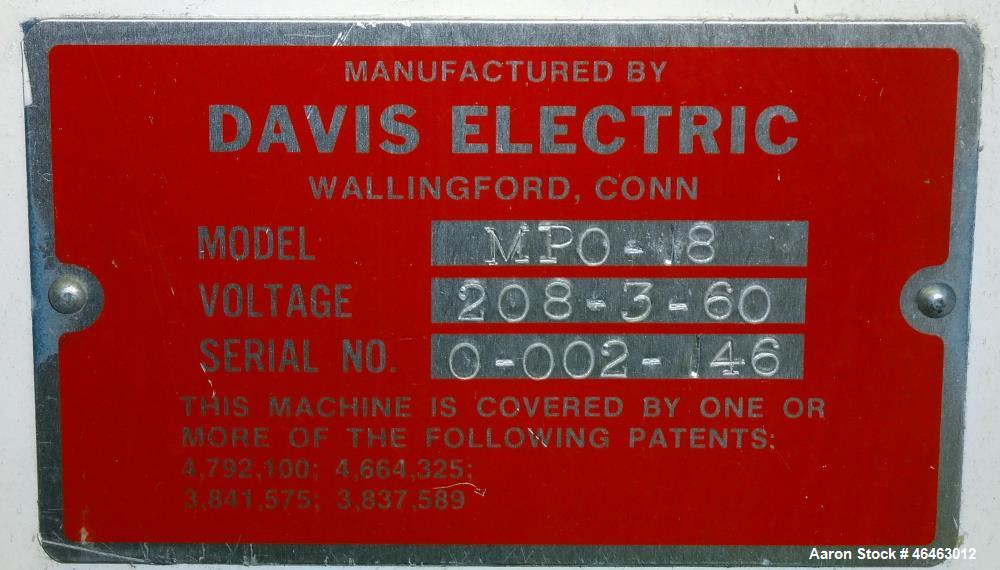 MANUFACTURED BY
DAVIS ELECTRIC
WALLINGFORD, CONN
MODEL MPO-18
VOLTAGE 208-3-60
SERIAL NO. 0-002-146
THIS MACHINE IS COVERED BY ONE OR
MORE OF THE FOLLOWING PATENTS:
4,792,100; 4,664,325;
3,841,575; 3,837,589
Aaron Stock # 46463012